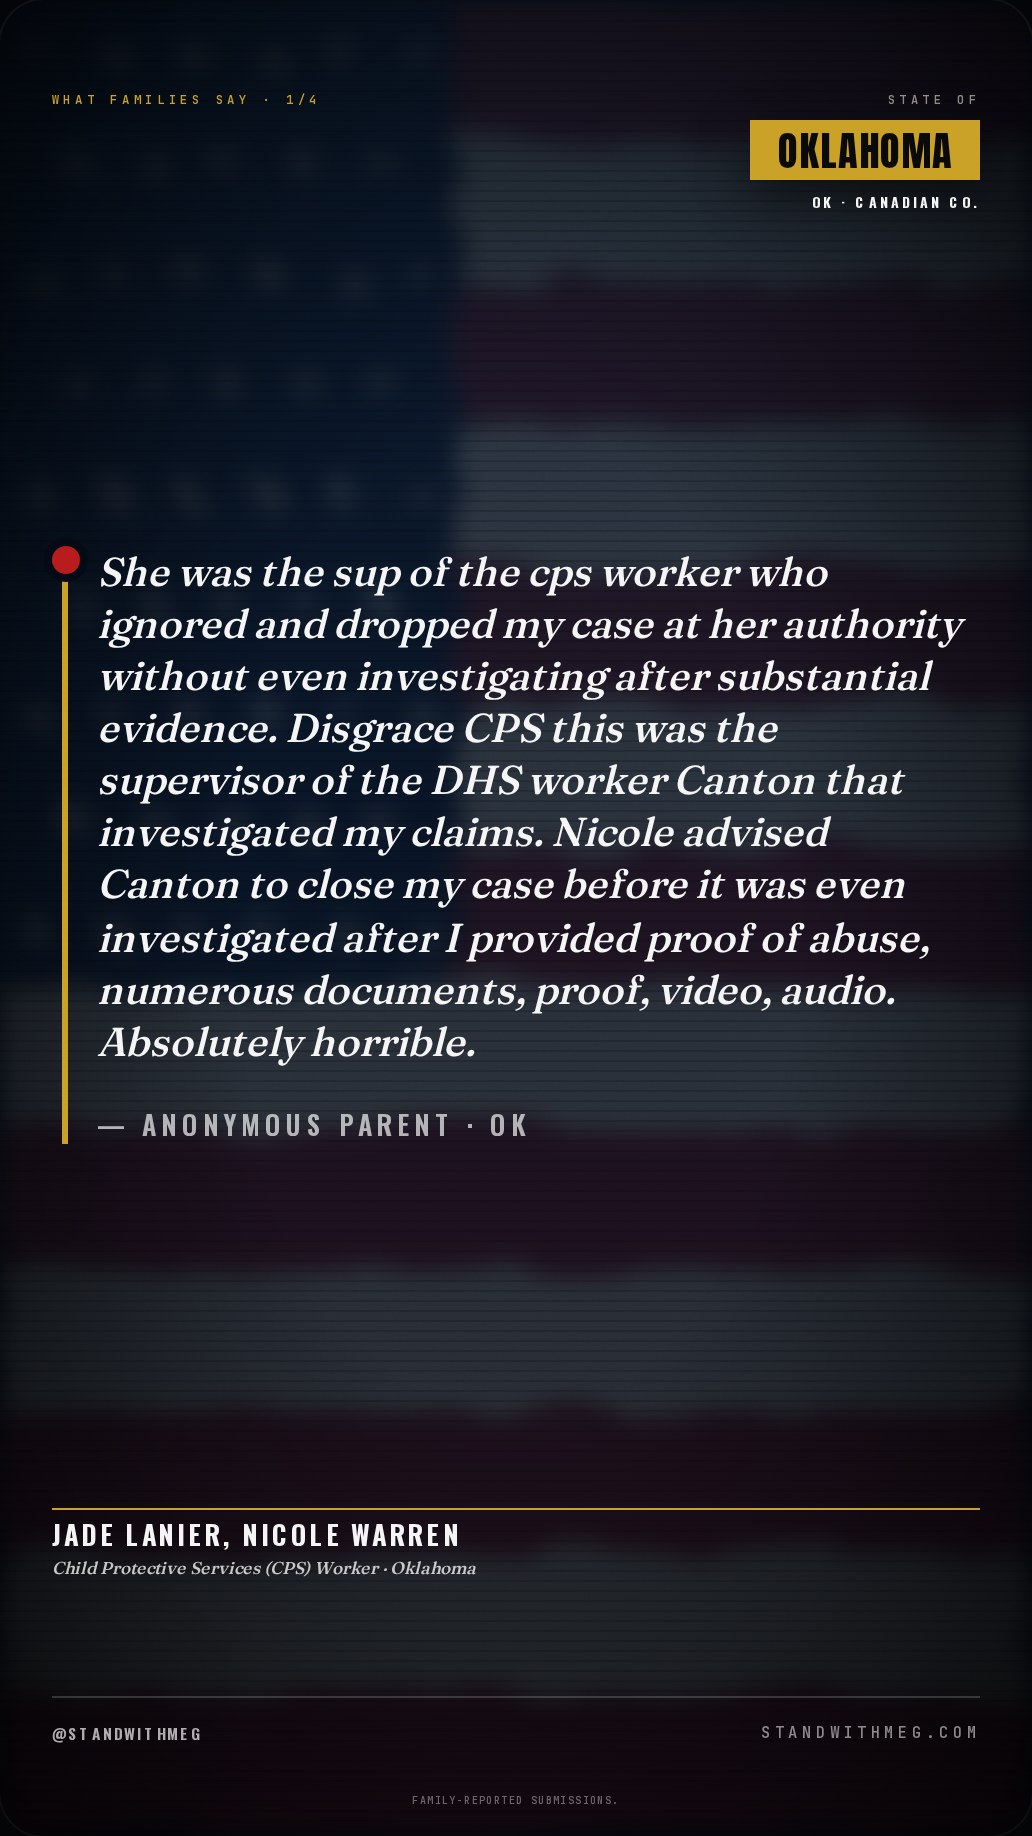 WHAT FAMILIES SAY · 1/4
STATE OF
OKLAHOMA
OK · CANADIAN CO.
She was the sup of the cps worker who
ignored and dropped my case at her authority
without even investigating after substantial
evidence. Disgrace CPS this was the
supervisor of the DHS worker Canton that
investigated my claims. Nicole advised
Canton to close my case before it was even
investigated after I provided proof of abuse,
numerous documents, proof, video, audio.
Absolutely horrible.
— ANONYMOUS PARENT · OK
JADE LANIER, NICOLE WARREN
Child Protective Services (CPS) Worker · Oklahoma
@STANDWITHMEG
STANDWITHMEG.COM
FAMILY-REPORTED SUBMISSIONS.